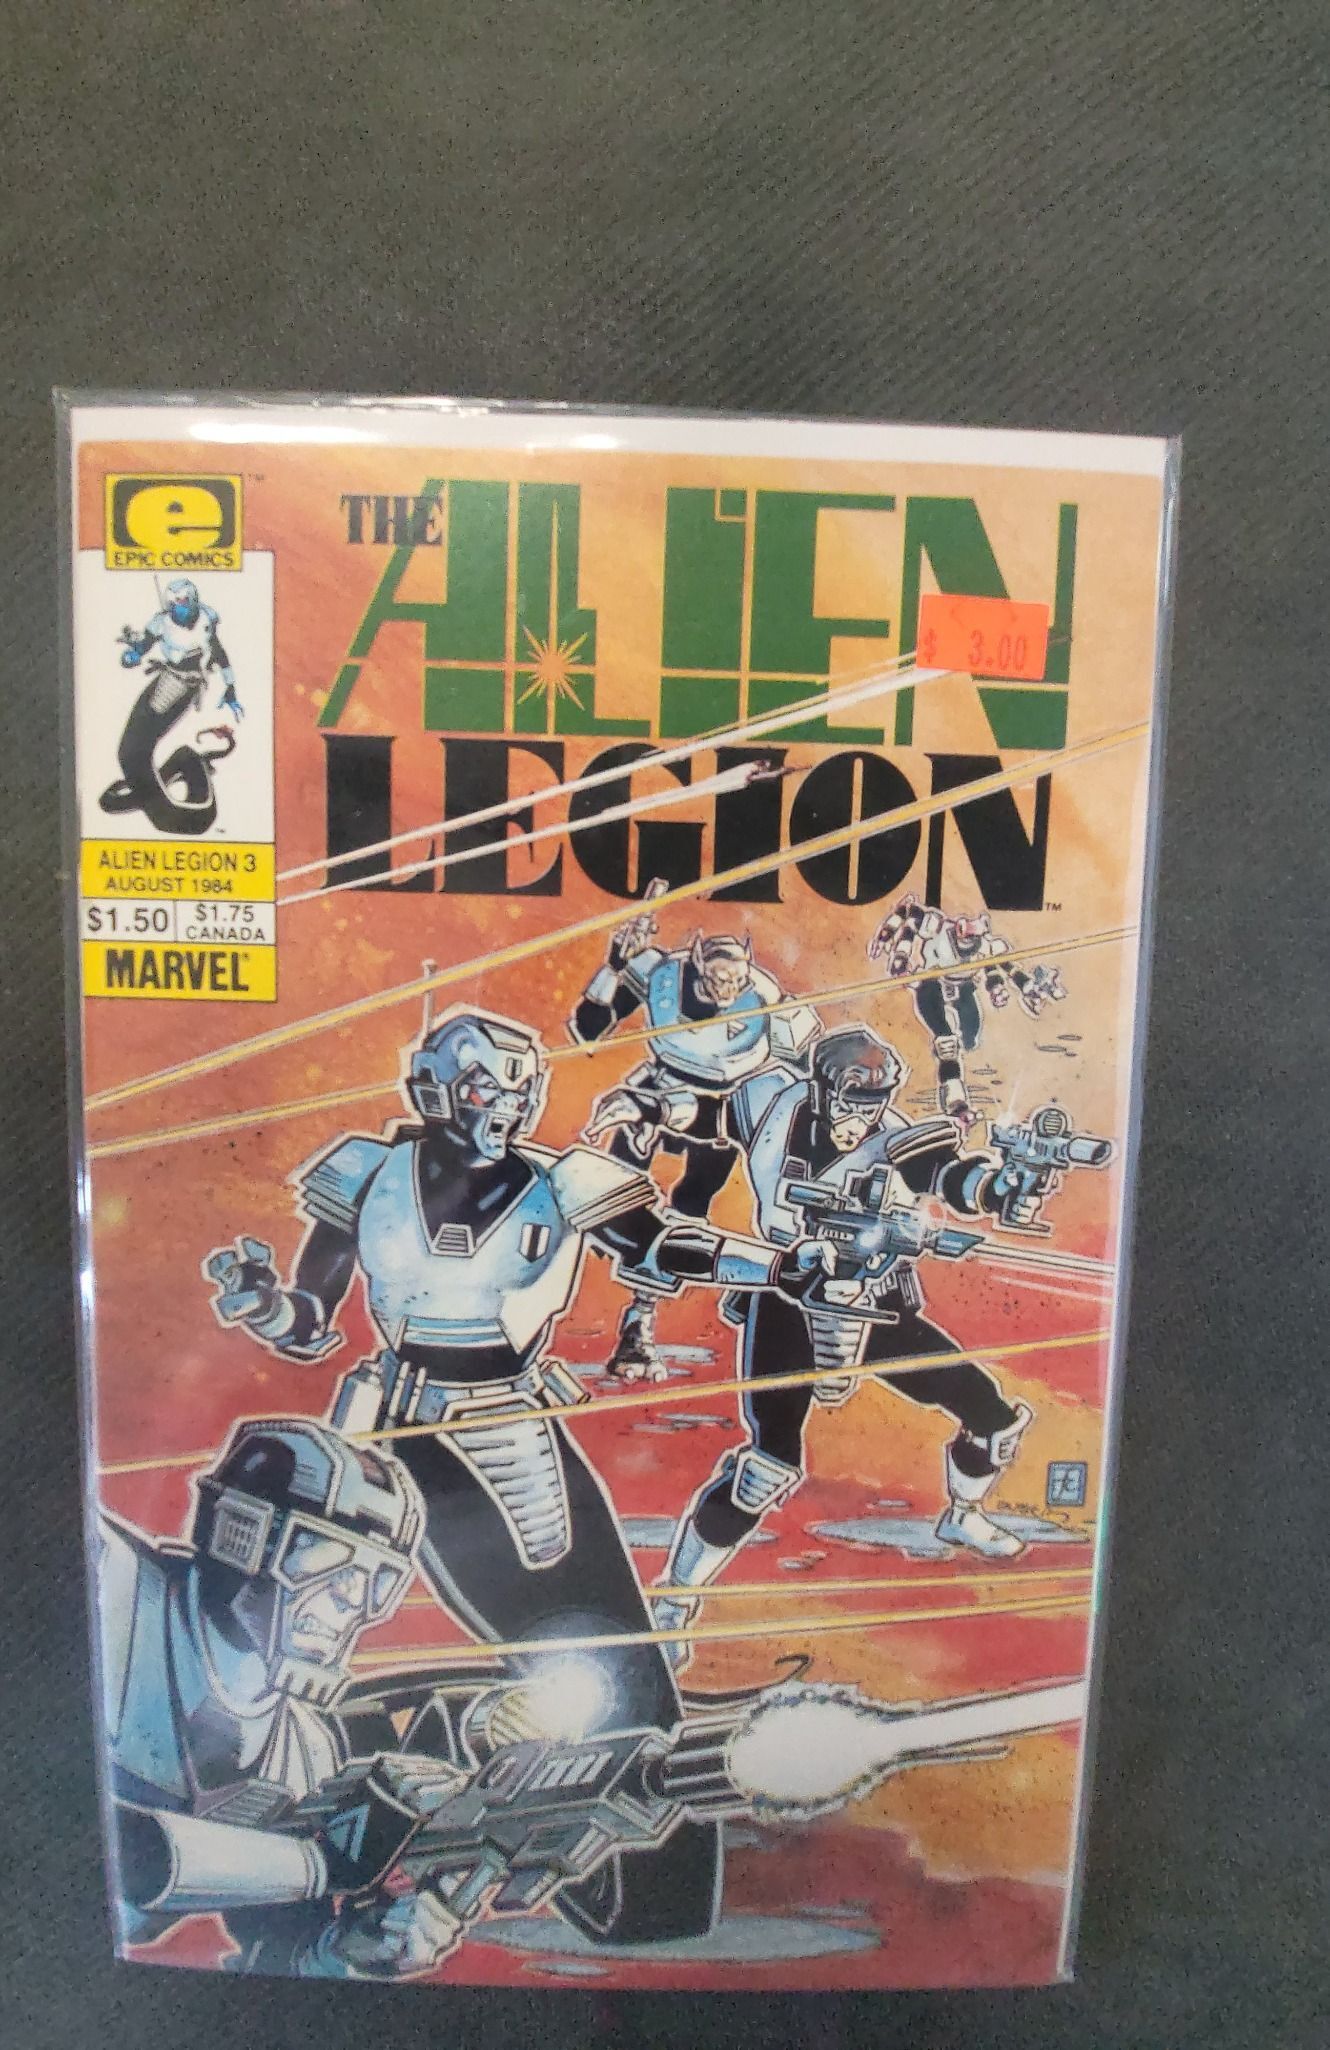 e
EPIC COMICS
THE
ALIEN
LEGION
$ 3.00
ALIEN LEGION 3
AUGUST 1984
$1.50
$1.75
CANADA
MARVEL